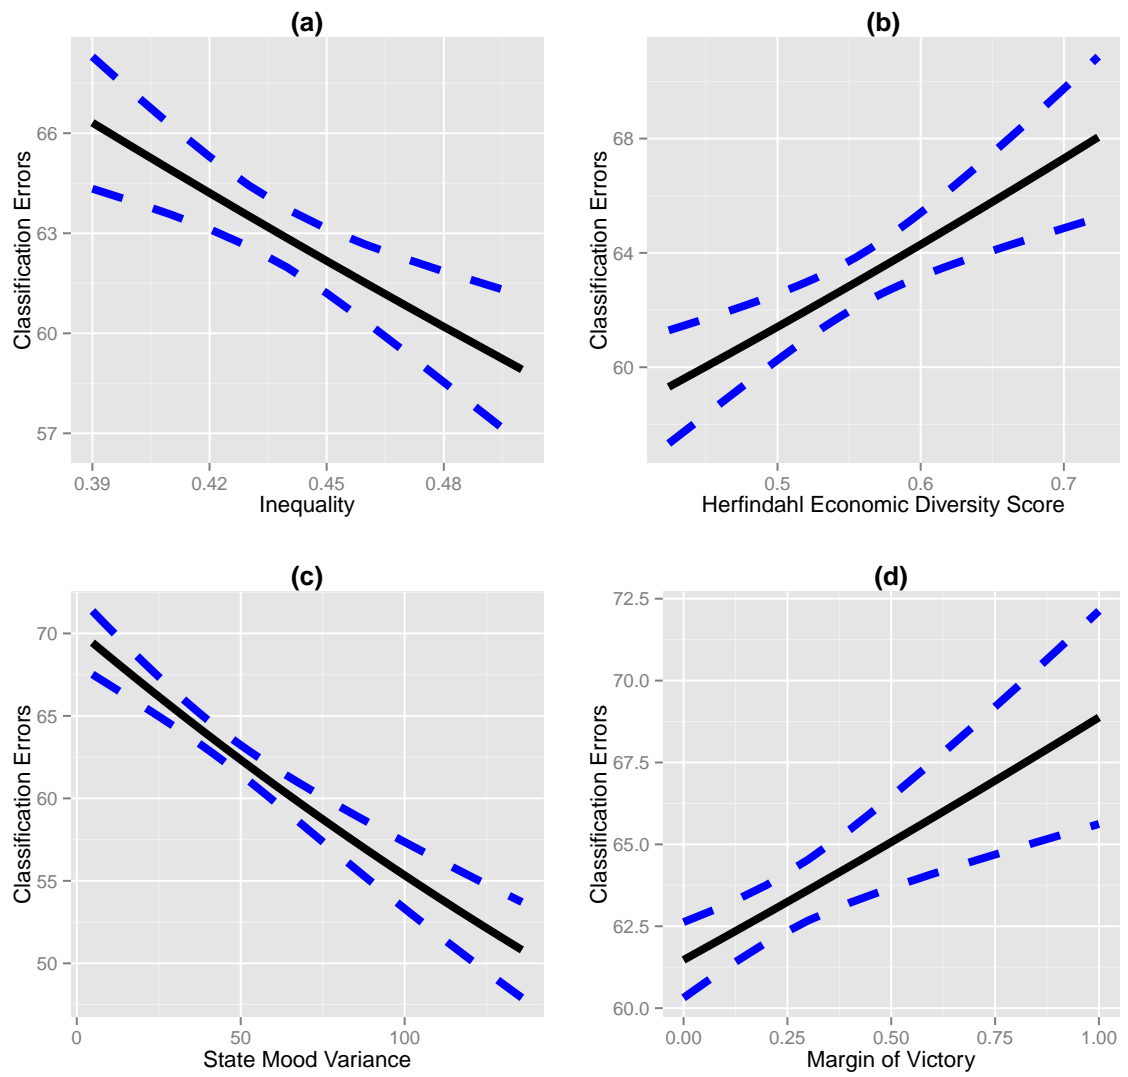 (a)
Classification Errors
66
63
60
57
0.39 0.42 0.45 0.48
Inequality
(b)
Classification Errors
68
64
60
0.5 0.6 0.7
Herfindahl Economic Diversity Score
(c)
Classification Errors
70
65
60
55
50
0 50 100
State Mood Variance
(d)
Classification Errors
72.5
70.0
67.5
65.0
62.5
60.0
0.00 0.25 0.50 0.75 1.00
Margin of Victory